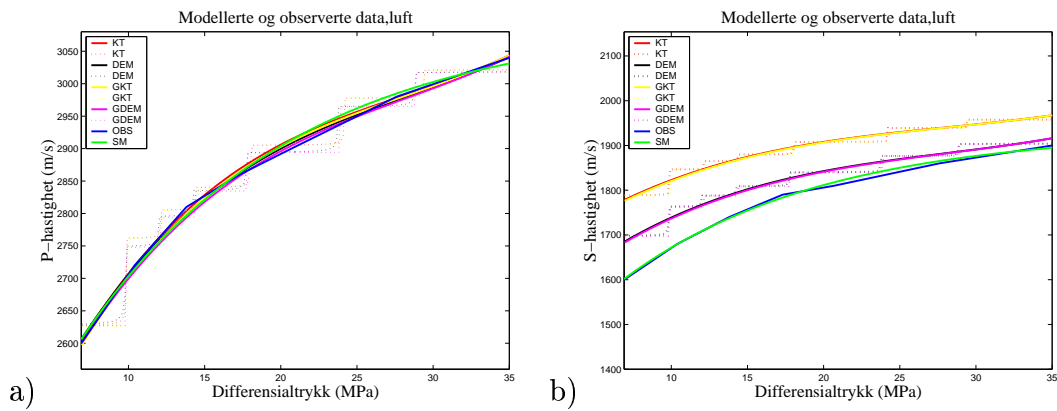 Modellerte og observerte data,luft
P−hastighet (m/s)
3050
3000
2950
2900
2850
2800
2750
2700
2650
2600
KT
KT
DEM
DEM
GKT
GKT
GDEM
GDEM
OBS
SM
10
15
20
25
30
35
Differensialtrykk (MPa)
a)
Modellerte og observerte data,luft
S−hastighet (m/s)
2100
2000
1900
1800
1700
1600
1500
1400
KT
KT
DEM
DEM
GKT
GKT
GDEM
GDEM
OBS
SM
10
15
20
25
30
35
Differensialtrykk (MPa)
b)